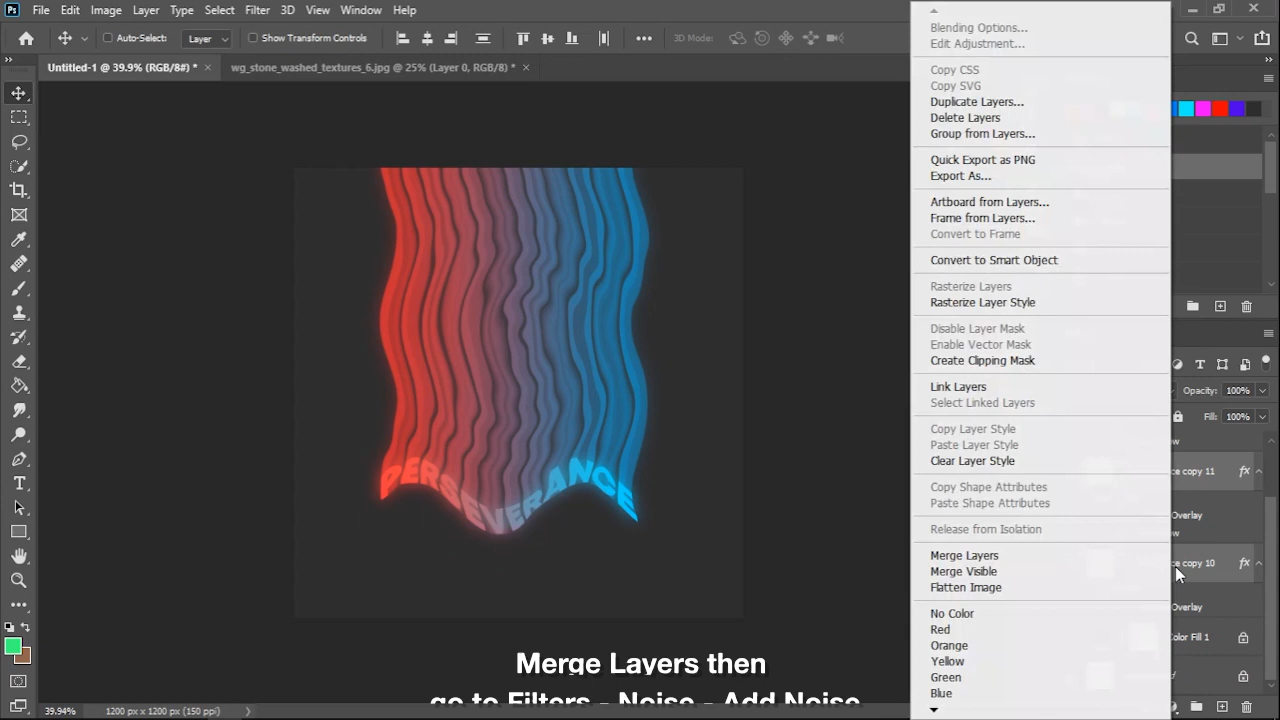 Ps File Edit Image Layer Type Select Filter 3D View Window Help
Auto-Select: Layer Show Transform Controls 3D Mode:
Untitled-1 @ 39.9% (RGB/8#) * × wg_stone_washed_textures_6.jpg @ 25% (Layer 0, RGB/8) * ×
Blending Options...
Edit Adjustment...
Copy CSS
Copy SVG
Duplicate Layers...
Delete Layers
Group from Layers...
Quick Export as PNG
Export As...
Artboard from Layers...
Frame from Layers...
Convert to Frame
Convert to Smart Object
Rasterize Layers
Rasterize Layer Style
Disable Layer Mask
Enable Vector Mask
Create Clipping Mask
Link Layers
Select Linked Layers
Copy Layer Style
Paste Layer Style
Clear Layer Style
Copy Shape Attributes
Paste Shape Attributes
Release from Isolation
Merge Layers
Merge Visible
Flatten Image
No Color
Red
Orange
Yellow
Green
Blue
Opacity: 100%
Fill: 100%
ow
ce copy 11 fx
Overlay
ow
ce copy 10 fx
Overlay
olor Fill 1
PERSEVERANCE
Merge Layers then
go to Filters - Noise - Add Noise
39.94% 1200 px x 1200 px (150 ppi)